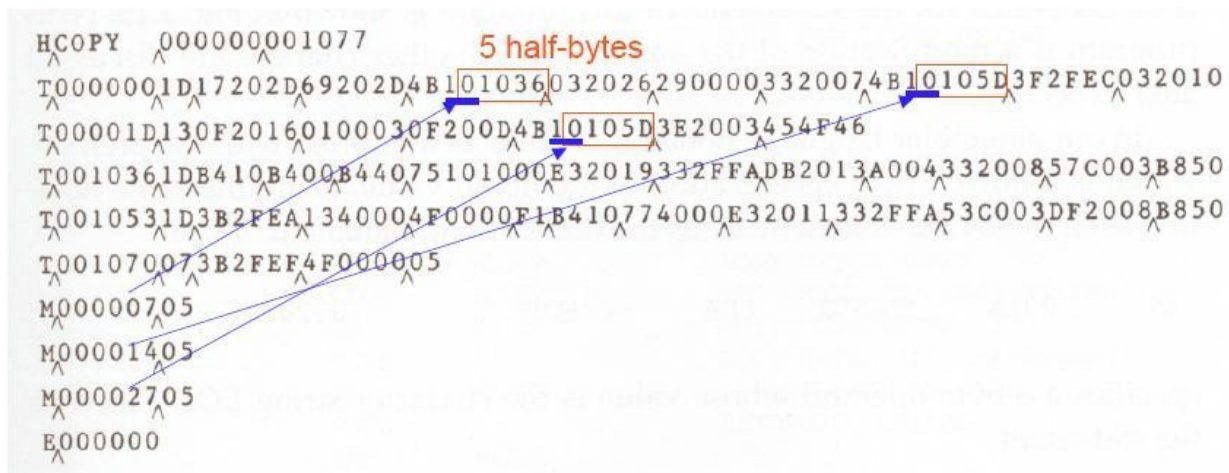 HCOPY 000000001077
5 half-bytes
T0000001D17202D69202D4B1010360320262900003320074B10105D3F2FEC032010
T00001D130F20160100030F200D4B10105D3E2003454F46
T0010361DB410B400B44075101000E32019332FFADB2013A00433200857C003B850
T0010531D3B2FEA1340004F0000F1B410774000E32011332FFA53C003DF2008B850
T001070073B2FEF4F000005
M00000705
M00001405
M00002705
E000000